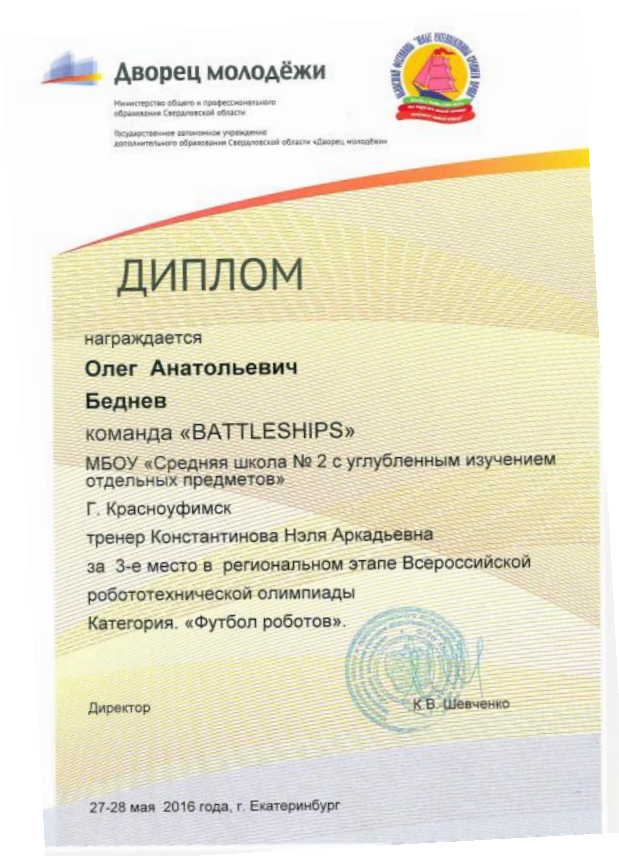 Дворец молодёжи
Министерство общего и профессионального
образования Свердловской области
Государственное автономное учреждение
дополнительного образования Свердловской области «Дворец молодёжи»
ДИПЛОМ
награждается
Олег Анатольевич
Беднев
команда «BATTLESHIPS»
МБОУ «Средняя школа № 2 с углубленным изучением
отдельных предметов»
Г. Красноуфимск
тренер Константинова Нэля Аркадьевна
за 3-е место в региональном этапе Всероссийской
робототехнической олимпиады
Категория. «Футбол роботов».
Директор
К.В. Шевченко
27-28 мая 2016 года, г. Екатеринбург